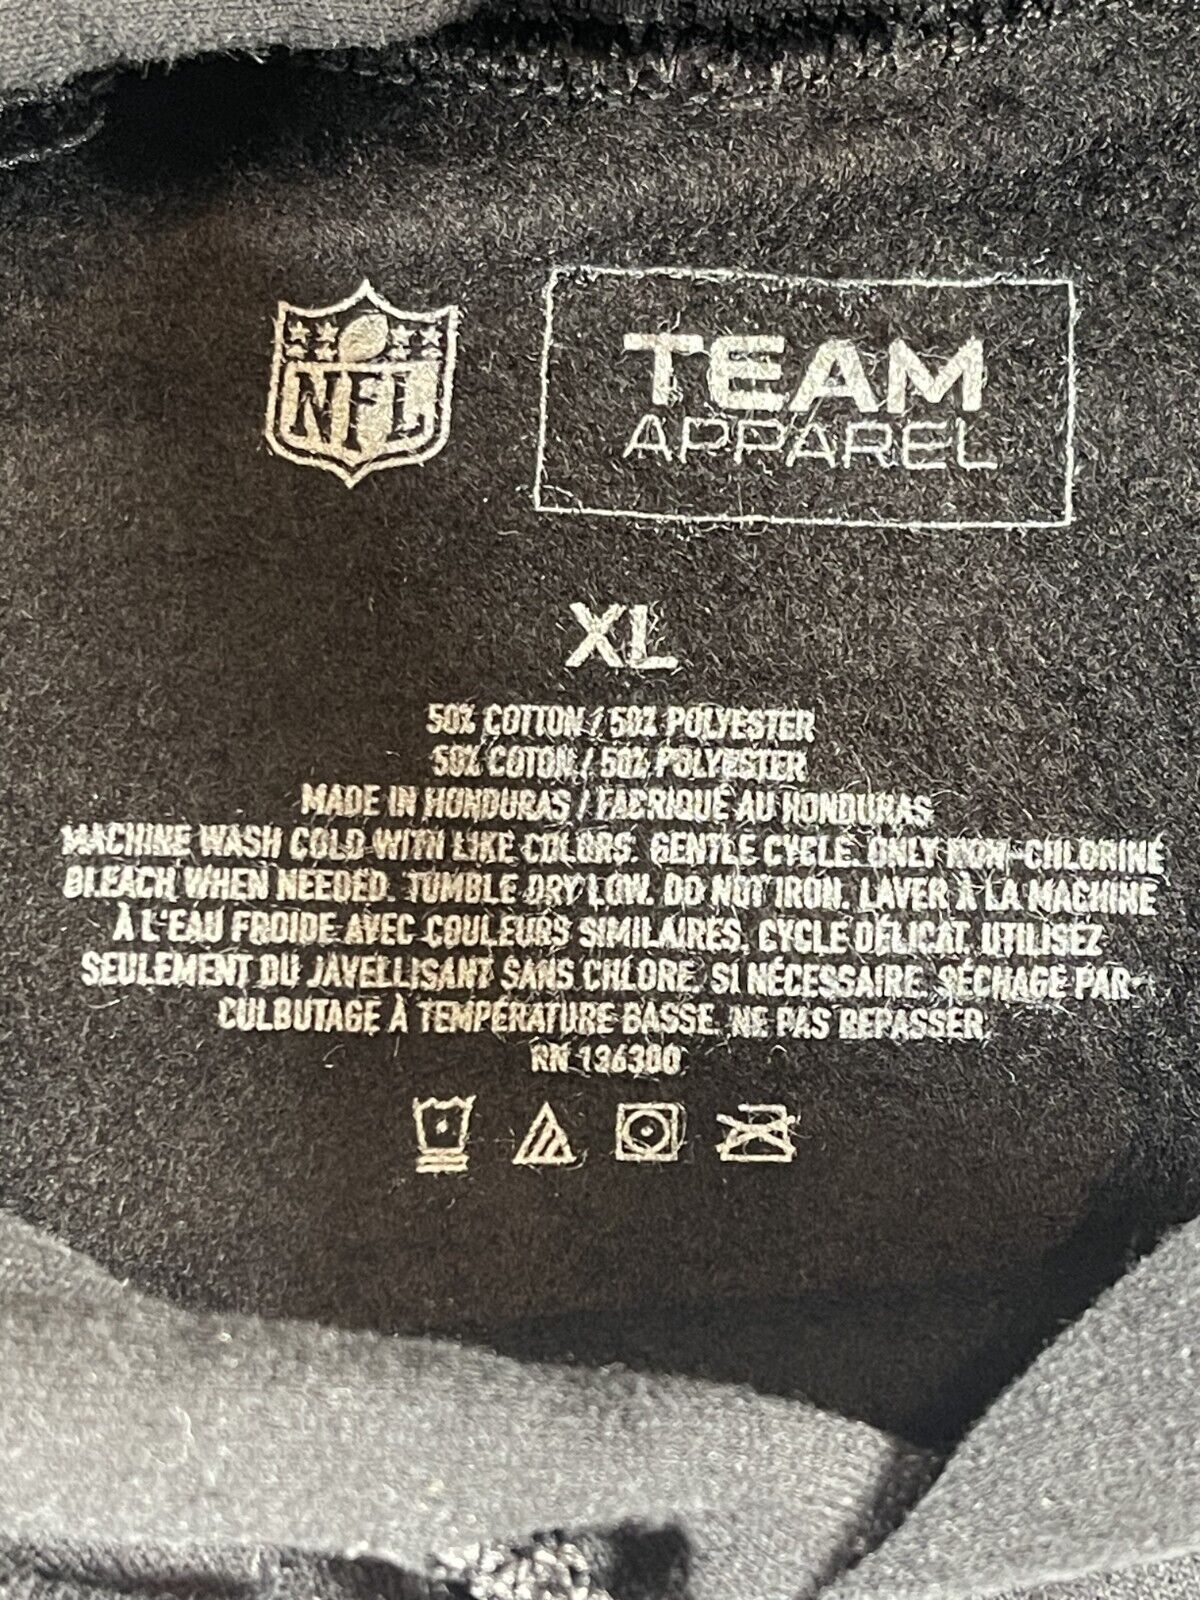 NFL
TEAM
APPAREL
XL
50% COTTON / 50% POLYESTER
50% COTON / 50% POLYESTER
MADE IN HONDURAS / FABRIQUÉ AU HONDURAS
MACHINE WASH COLD WITH LIKE COLORS. GENTLE CYCLE. ONLY NON-CHLORINE
BLEACH WHEN NEEDED. TUMBLE DRY LOW. DO NOT IRON. LAVER À LA MACHINE
À L'EAU FROIDE AVEC COULEURS SIMILAIRES. CYCLE DÉLICAT. UTILISEZ
SEULEMENT DU JAVELLISANT SANS CHLORE SI NÉCESSAIRE. SÉCHAGE PAR
CULBUTAGE À TEMPÉRATURE BASSE. NE PAS REPASSER.
RN 136300